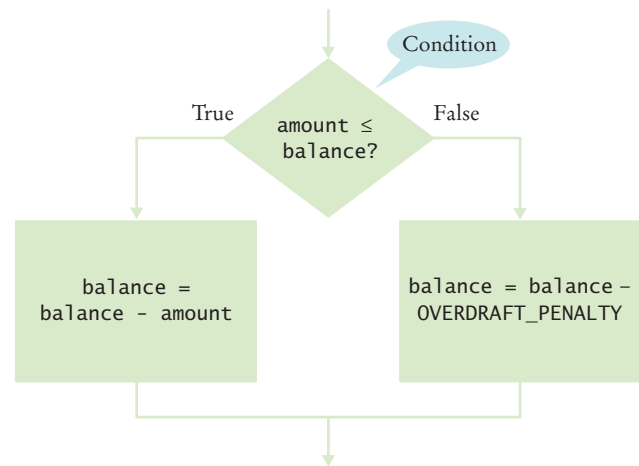 Condition
True
False
amount ≤
balance?
balance =
balance - amount
balance = balance –
OVERDRAFT_PENALTY